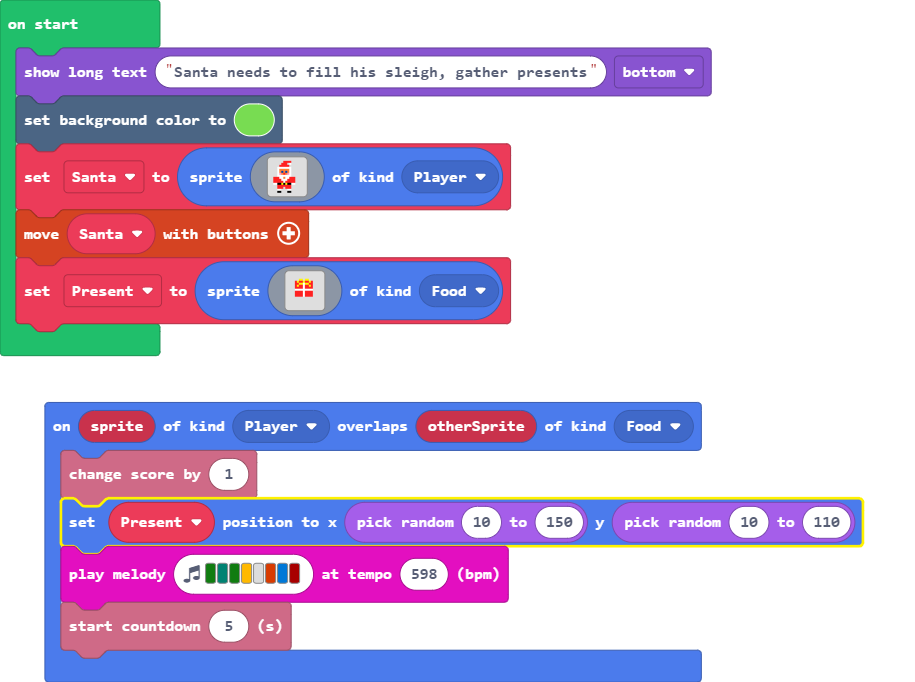 on start
show long text "Santa needs to fill his sleigh, gather presents" bottom
set background color to
set Santa to sprite of kind Player
move Santa with buttons
set Present to sprite of kind Food
on sprite of kind Player overlaps otherSprite of kind Food
change score by 1
set Present position to x pick random 10 to 150 y pick random 10 to 110
play melody at tempo 598 (bpm)
start countdown 5 (s)